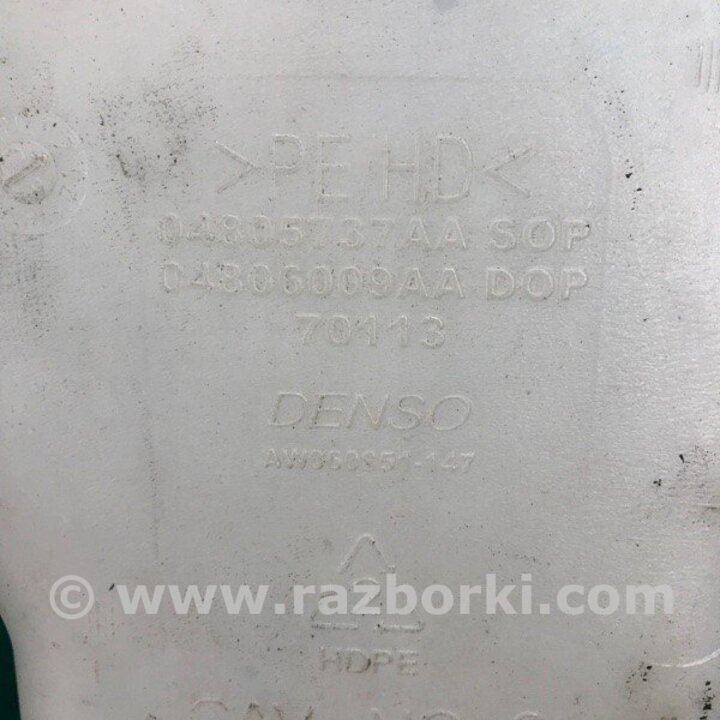 >PE HD<
04805737AA SOP
04806009AA DOP
70113
DENSO
AW060951-147
© www.razborki.com
HDPE